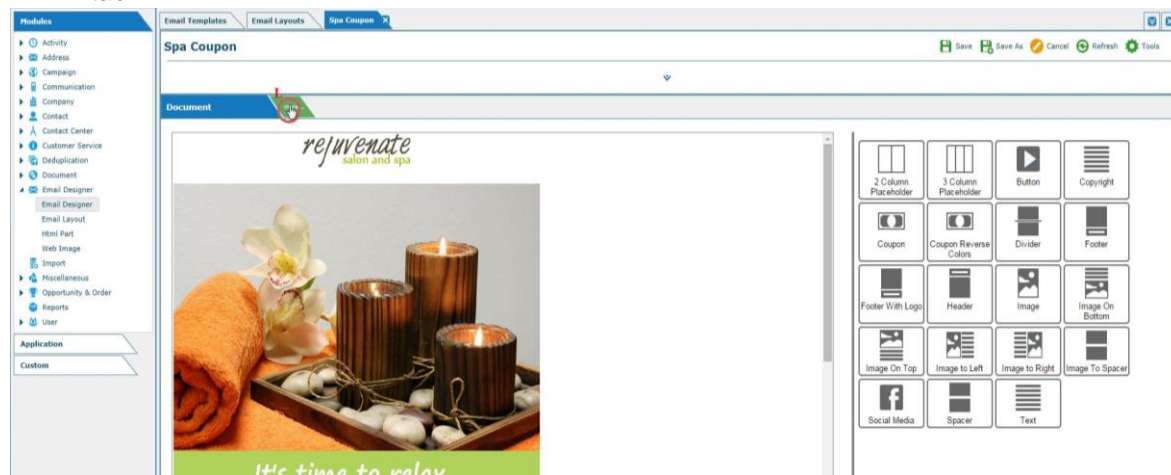 Modules
Activity
Address
Campaign
Communication
Company
Contact
Contact Center
Customer Service
Deduplication
Document
Email Designer
Email Designer
Email Layout
Html Part
Web Image
Import
Miscellaneous
Opportunity & Order
Reports
User
Application
Custom
Email Templates Email Layouts Spa Coupon X
Spa Coupon
Save Save As Cancel Refresh Tools
Document
rejuvenate
salon and spa
It's time to relax
2 Column
Placeholder
3 Column
Placeholder
Button
Copyright
Coupon
Coupon Reverse
Colors
Divider
Footer
Footer With Logo
Header
Image
Image On
Bottom
Image On Top
Image to Left
Image to Right
Image To Spacer
Social Media
Spacer
Text